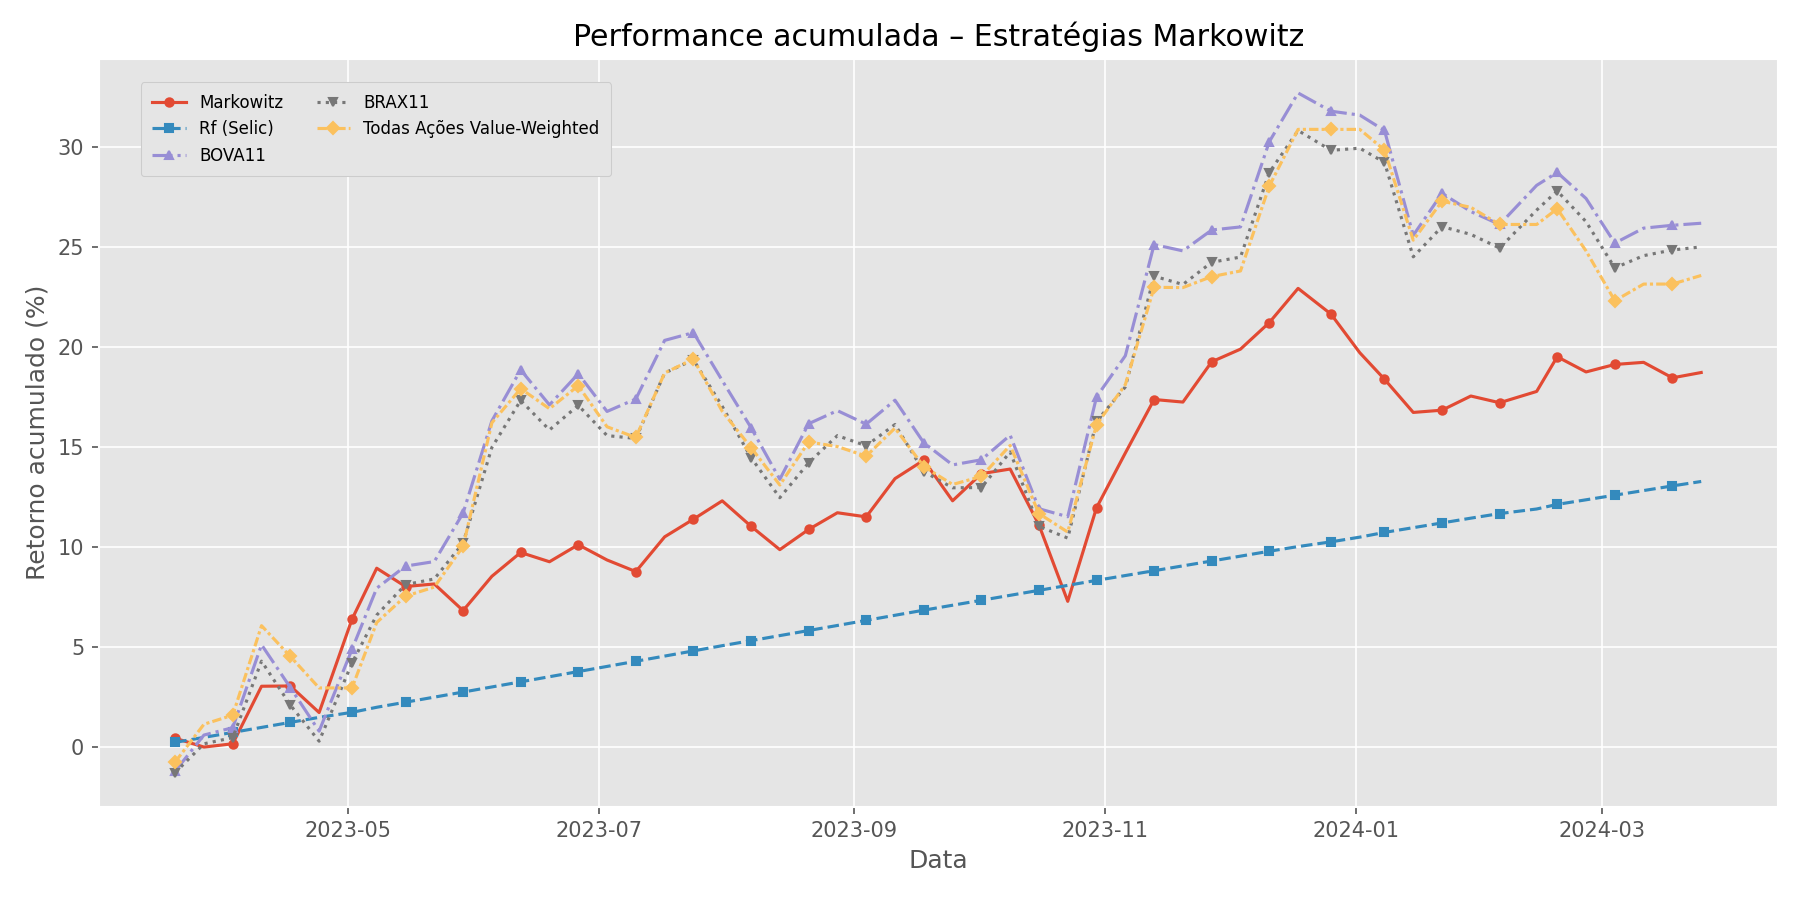 Performance acumulada – Estratégias Markowitz
Markowitz
Rf (Selic)
BOVA11
BRAX11
Todas Ações Value-Weighted
Retorno acumulado (%)
30
25
20
15
10
5
0
2023-05
2023-07
2023-09
2023-11
2024-01
2024-03
Data